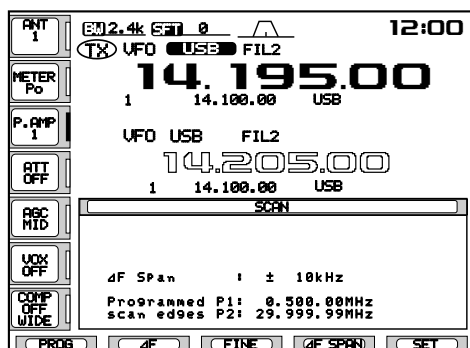 ANT 1
BW 2.4k SFT 0
12:00
TX VFO USB FIL2
14.195.00
1 14.100.00 USB
METER Po
P.AMP 1
VFO USB FIL2
14.205.00
1 14.100.00 USB
ATT OFF
AGC MID
SCAN
VOX OFF
⊿F Span : ± 10kHz
COMP OFF WIDE
Programmed P1: 0.500.00MHz
scan edges P2: 29.999.99MHz
PROG ⊿F FINE ⊿F SPAN SET